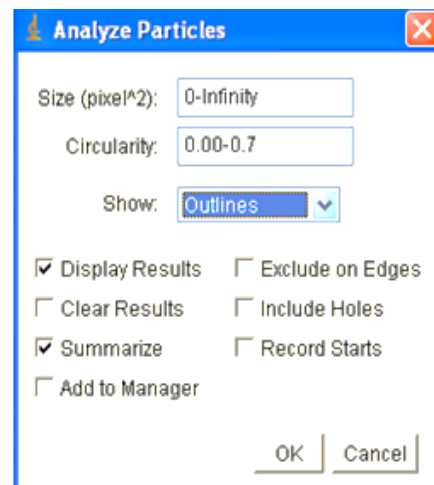 Analyze Particles
Size (pixel^2): 0-Infinity
Circularity: 0.00-0.7
Show: Outlines
Display Results Exclude on Edges
Clear Results Include Holes
Summarize Record Starts
Add to Manager
OK Cancel